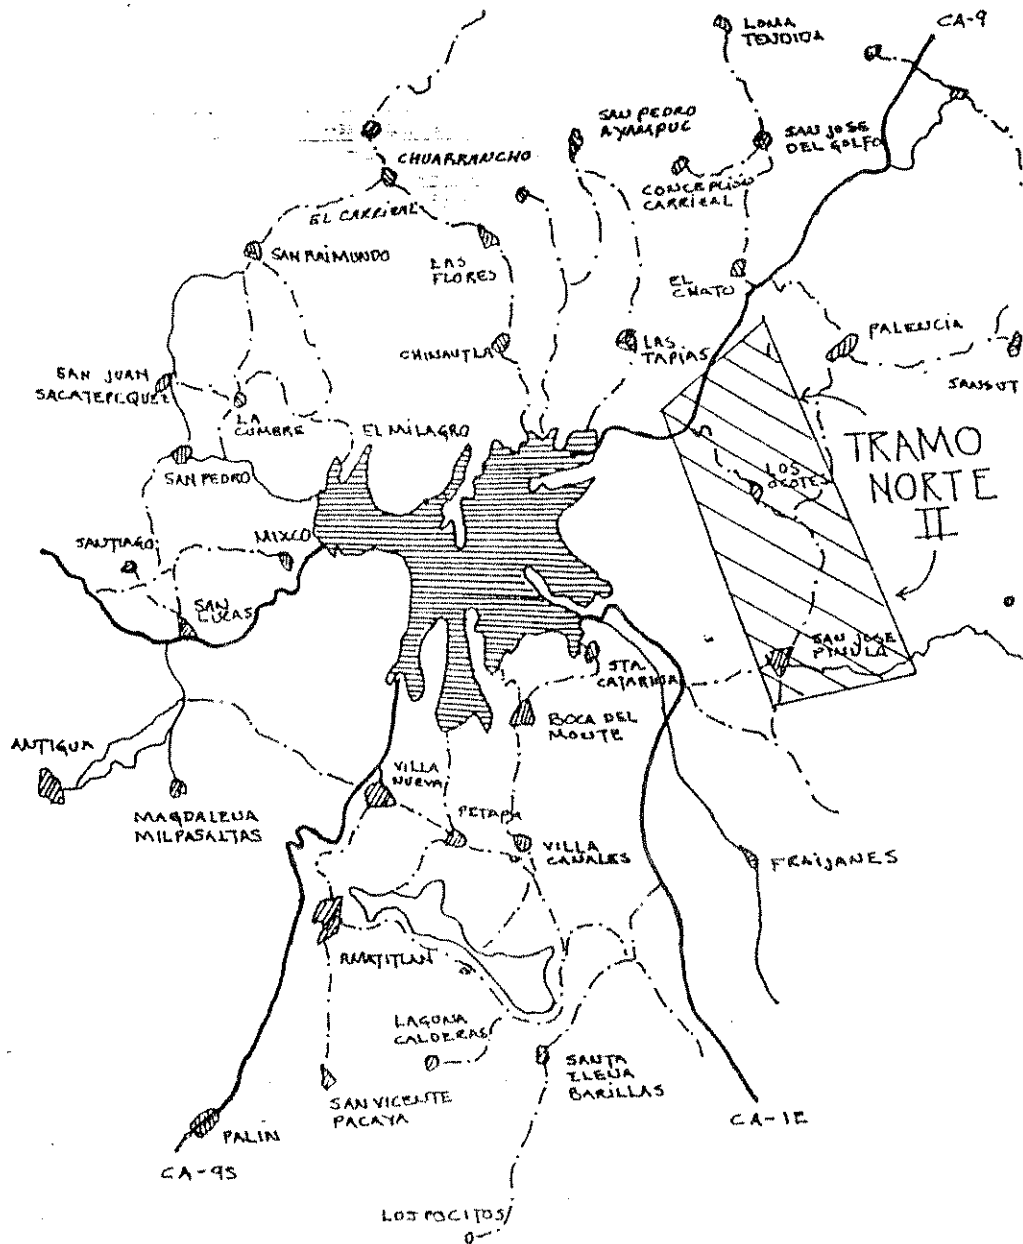 LOMA
TENDIDA
CA-9
SAN PEDRO
AYAMPUC
SAN JOSE
DEL GOLFO
CHUARRANCHO
CONCEPCION
CARRIZAL
EL CARRIZAL
SAN RAIMUNDO
LAS
FLORES
EL
CHATO
PALENCIA
CHINAUTLA
LAS
TAPIAS
SAN JUAN
SACATEPEQUEZ
SANSUT
LA
CUMBRE
EL MILAGRO
TRAMO
NORTE
II
SAN PEDRO
LOS
OCOTES
SANTIAGO
MIXCO
SAN
LUCAS
SAN JOSE
PINULA
STA.
CATARINA
BOCA DEL
MONTE
ANTIGUA
VILLA
NUEVA
MAGDALENA
MILPASALTAS
PETAPA
VILLA
CANALES
FRAIJANES
AMATITLAN
LAGUNA
CALDERAS
SANTA
ELENA
BARILLAS
SAN VICENTE
PACAYA
PALIN
CA-1E
CA-9S
LOS POCITOS